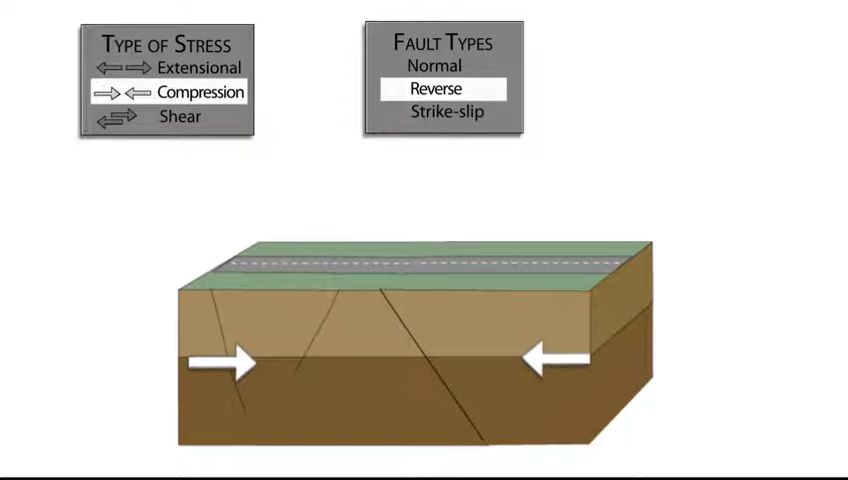 TYPE OF STRESS
Extensional
Compression
Shear
FAULT TYPES
Normal
Reverse
Strike-slip